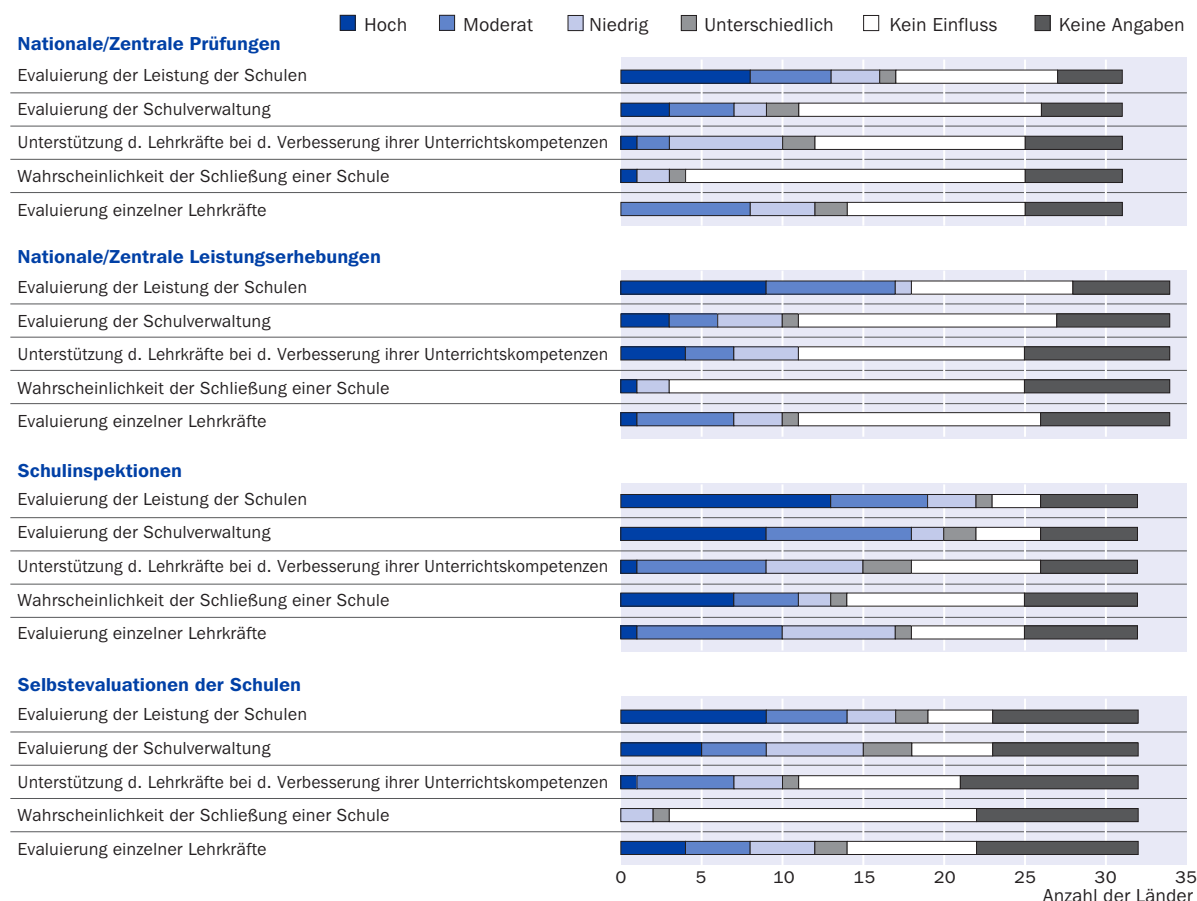 Hoch Moderat Niedrig Unterschiedlich Kein Einfluss Keine Angaben
Nationale/Zentrale Prüfungen
Evaluierung der Leistung der Schulen
Evaluierung der Schulverwaltung
Unterstützung d. Lehrkräfte bei d. Verbesserung ihrer Unterrichtskompetenzen
Wahrscheinlichkeit der Schließung einer Schule
Evaluierung einzelner Lehrkräfte
Nationale/Zentrale Leistungserhebungen
Evaluierung der Leistung der Schulen
Evaluierung der Schulverwaltung
Unterstützung d. Lehrkräfte bei d. Verbesserung ihrer Unterrichtskompetenzen
Wahrscheinlichkeit der Schließung einer Schule
Evaluierung einzelner Lehrkräfte
Schulinspektionen
Evaluierung der Leistung der Schulen
Evaluierung der Schulverwaltung
Unterstützung d. Lehrkräfte bei d. Verbesserung ihrer Unterrichtskompetenzen
Wahrscheinlichkeit der Schließung einer Schule
Evaluierung einzelner Lehrkräfte
Selbstevaluationen der Schulen
Evaluierung der Leistung der Schulen
Evaluierung der Schulverwaltung
Unterstützung d. Lehrkräfte bei d. Verbesserung ihrer Unterrichtskompetenzen
Wahrscheinlichkeit der Schließung einer Schule
Evaluierung einzelner Lehrkräfte
0 5 10 15 20 25 30 35
Anzahl der Länder